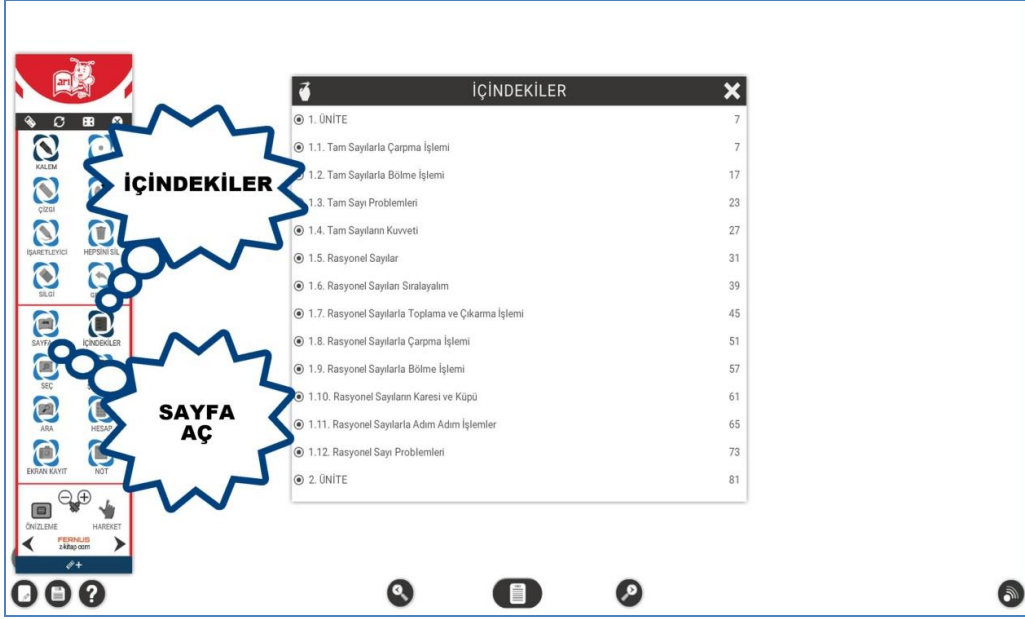 arı
KALEM
ÇİZGİ
İŞARETLEYİCİ
HEPSİNİ SİL
SİLGİ
SAYFA
İÇİNDEKİLER
SEÇ
ARA
HESAP
EKRAN KAYIT
NOT
ÖNİZLEME
HAREKET
FERNUS
z-kitap.com
İÇİNDEKİLER
SAYFA
AÇ
İÇİNDEKİLER
1. ÜNİTE 7
1.1. Tam Sayılarla Çarpma İşlemi 7
1.2. Tam Sayılarla Bölme İşlemi 17
1.3. Tam Sayı Problemleri 23
1.4. Tam Sayıların Kuvveti 27
1.5. Rasyonel Sayılar 31
1.6. Rasyonel Sayıları Sıralayalım 39
1.7. Rasyonel Sayılarla Toplama ve Çıkarma İşlemi 45
1.8. Rasyonel Sayılarla Çarpma İşlemi 51
1.9. Rasyonel Sayılarla Bölme İşlemi 57
1.10. Rasyonel Sayıların Karesi ve Küpü 61
1.11. Rasyonel Sayılarla Adım Adım İşlemler 65
1.12. Rasyonel Sayı Problemleri 73
2. ÜNİTE 81